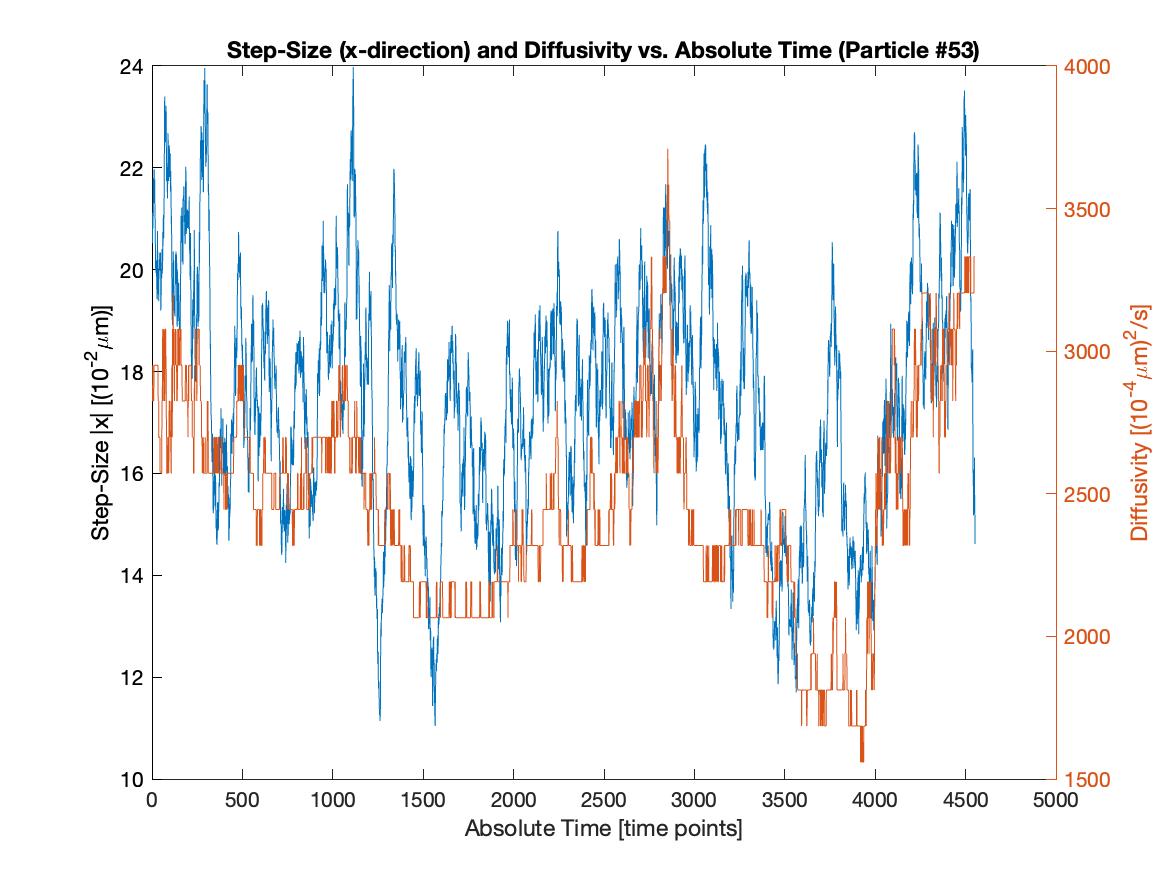 Step-Size (x-direction) and Diffusivity vs. Absolute Time (Particle #53)
24
22
20
18
16
14
12
10
Step-Size |x| [(10⁻² μm)]
4000
3500
3000
2500
2000
1500
Diffusivity [(10⁻⁴ μm)²/s]
0 500 1000 1500 2000 2500 3000 3500 4000 4500 5000
Absolute Time [time points]